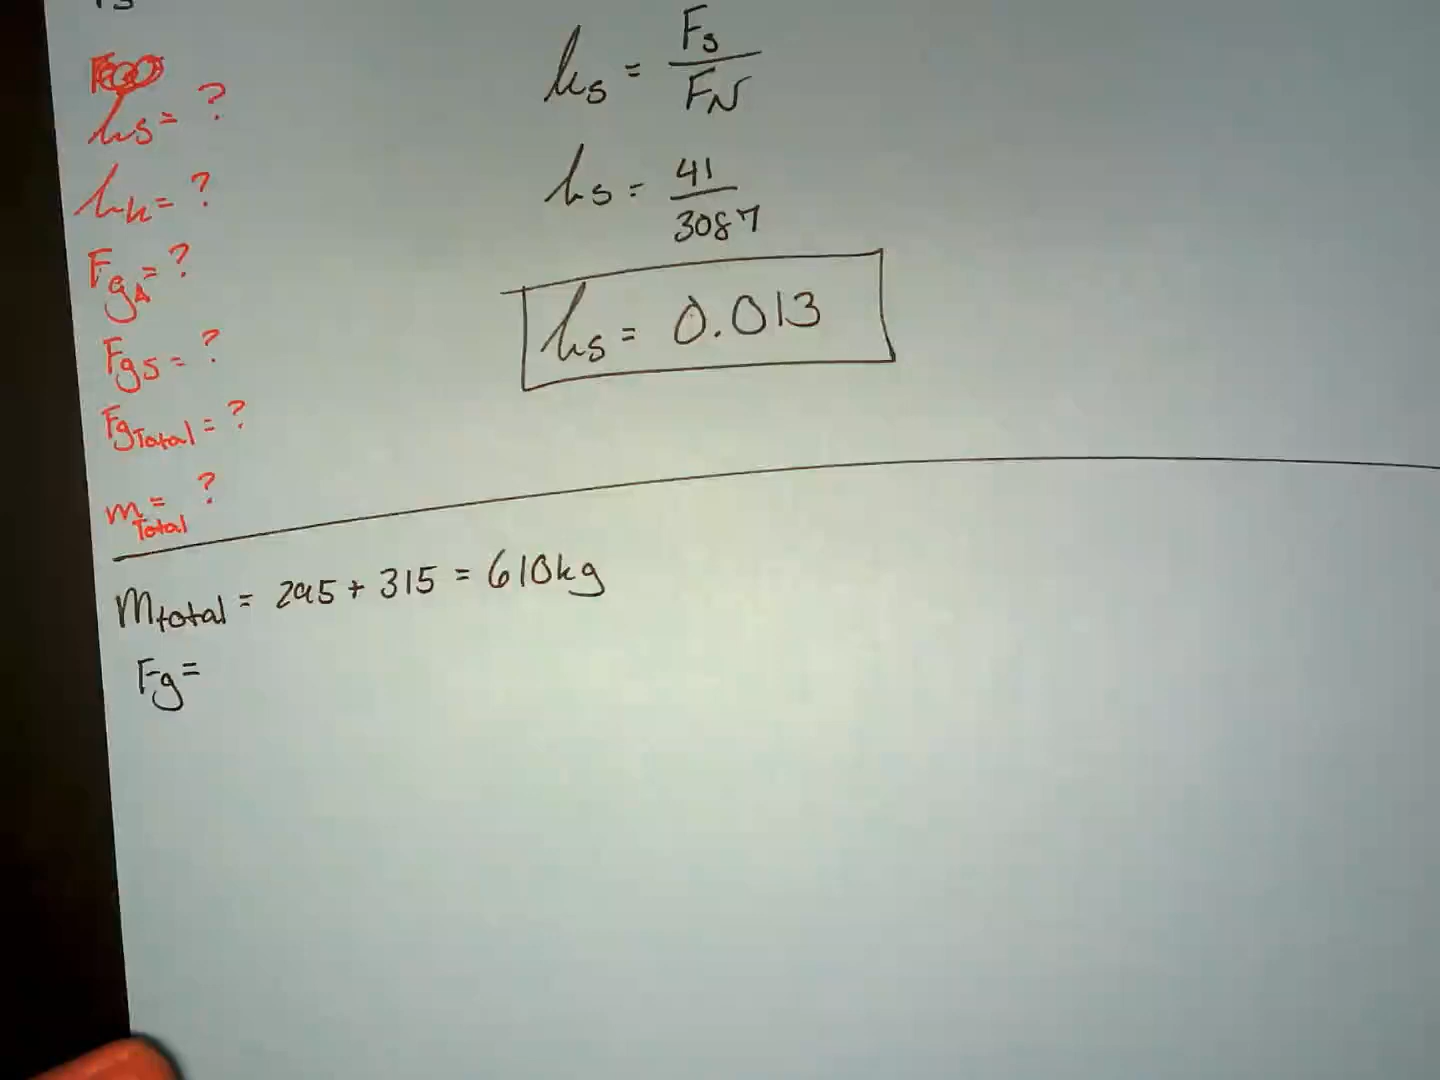 μs = ?
μk = ?
FgA = ?
Fgs = ?
FgTotal = ?
mTotal = ?
μs = Fs/FN
μs = 41/3087
μs = 0.013
mtotal = 295 + 315 = 610kg
Fg =